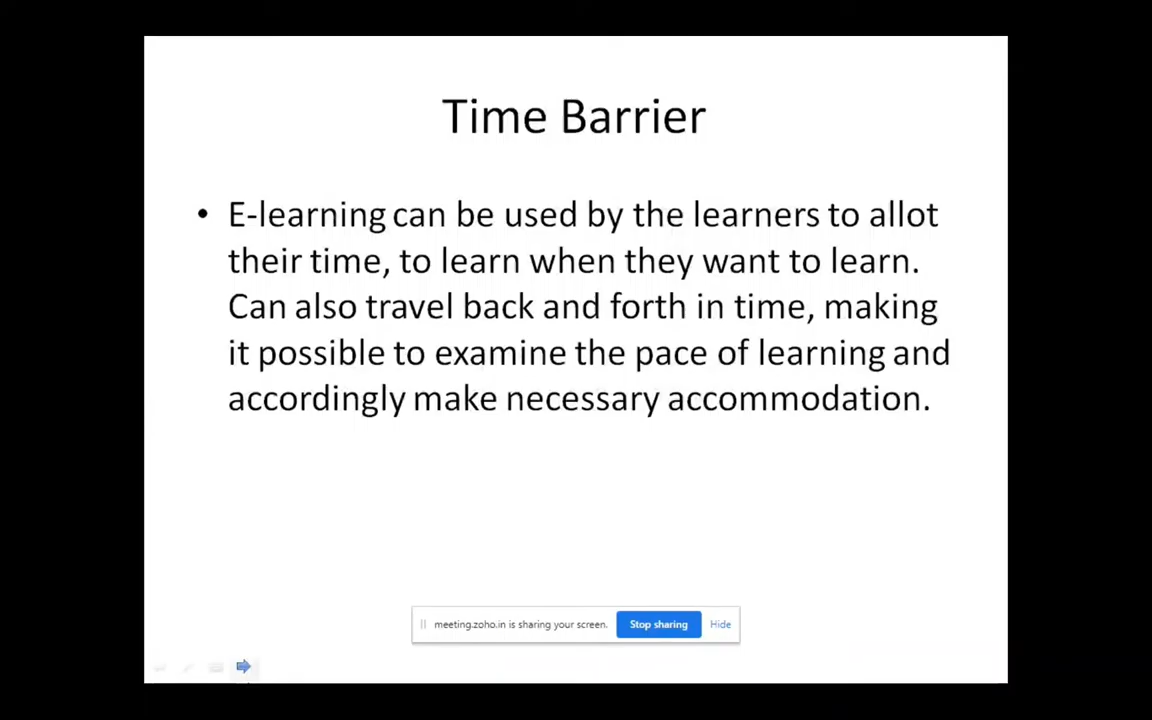 Time Barrier
• E-learning can be used by the learners to allot
their time, to learn when they want to learn.
Can also travel back and forth in time, making
it possible to examine the pace of learning and
accordingly make necessary accommodation.
meeting.zoho.in is sharing your screen. Stop sharing Hide